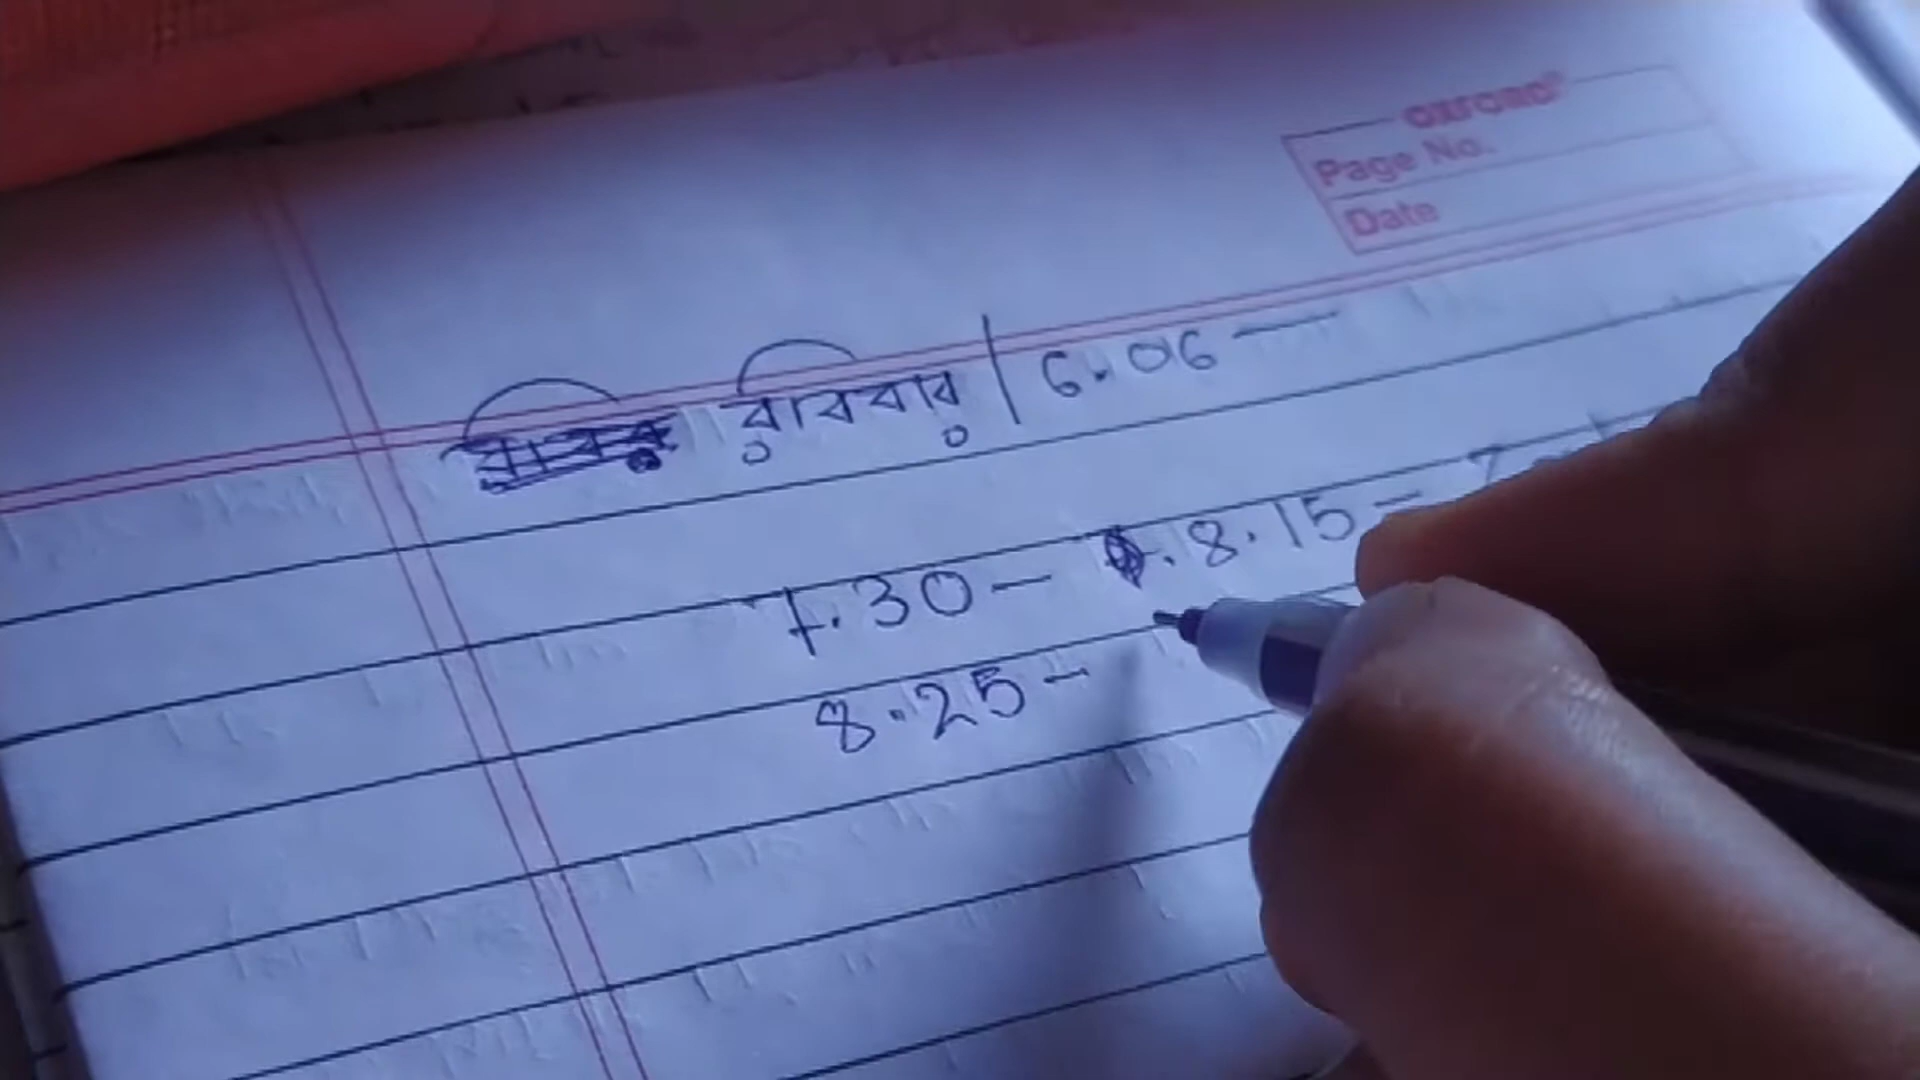 oxford
Page No.
Date
রবিবার | 6.06 —
7.30 — 8.15 —
8.25 —